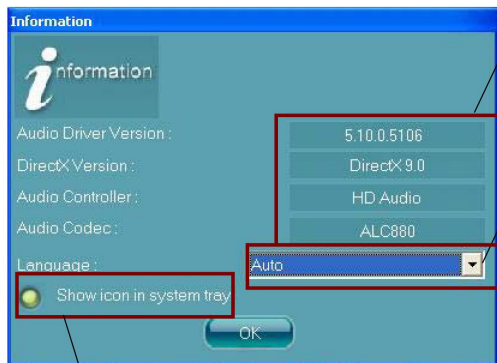 Information
information
Audio Driver Version : 5.10.0.5106
DirectX Version : DirectX 9.0
Audio Controller : HD Audio
Audio Codec : ALC880
Language : Auto
Show icon in system tray
OK